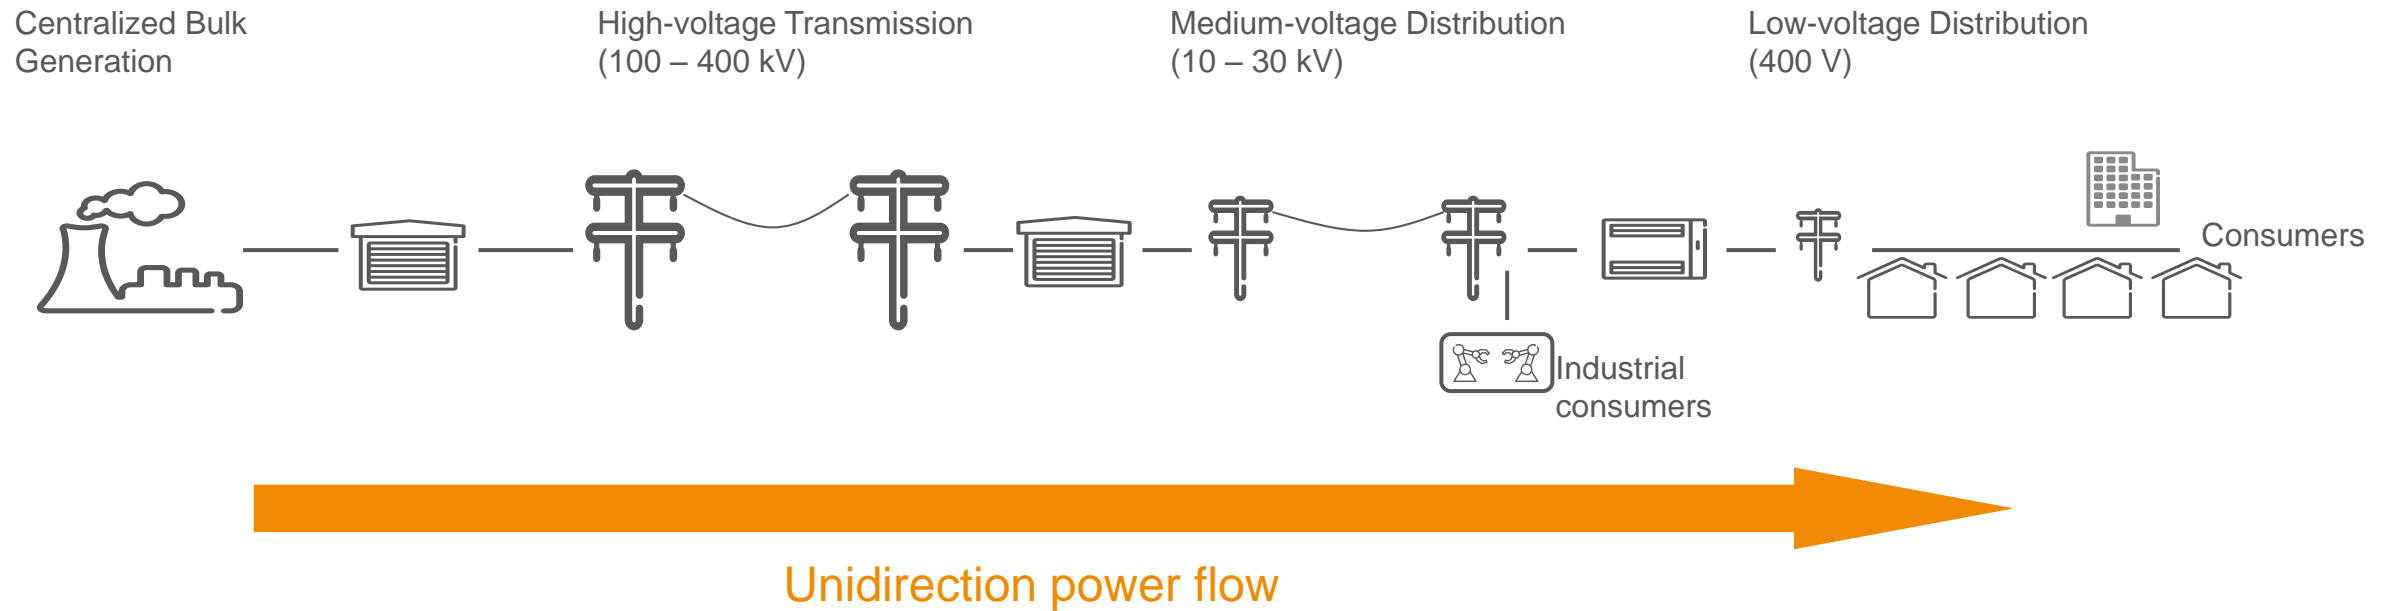 Centralized Bulk
Generation
High-voltage Transmission
(100 – 400 kV)
Medium-voltage Distribution
(10 – 30 kV)
Low-voltage Distribution
(400 V)
Consumers
Industrial
consumers
Unidirection power flow